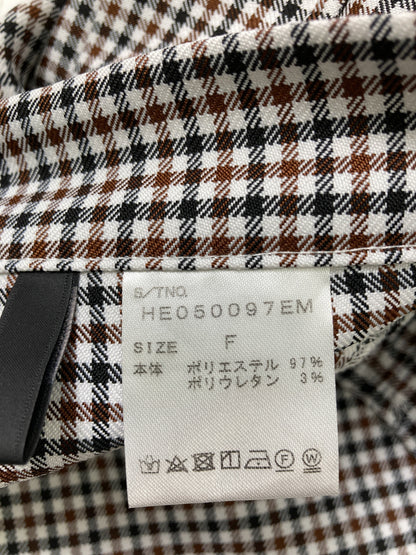 S/TNO.
HE050097EM
SIZE F
本体 ポリエステル 97%
ポリウレタン 3%
F W